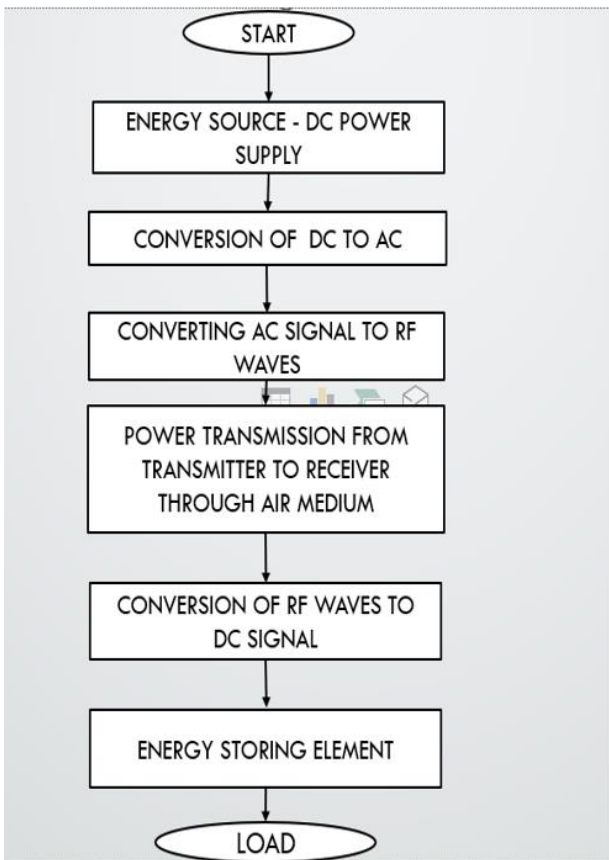 START
ENERGY SOURCE - DC POWER
SUPPLY
CONVERSION OF DC TO AC
CONVERTING AC SIGNAL TO RF
WAVES
POWER TRANSMISSION FROM
TRANSMITTER TO RECEIVER
THROUGH AIR MEDIUM
CONVERSION OF RF WAVES TO
DC SIGNAL
ENERGY STORING ELEMENT
LOAD